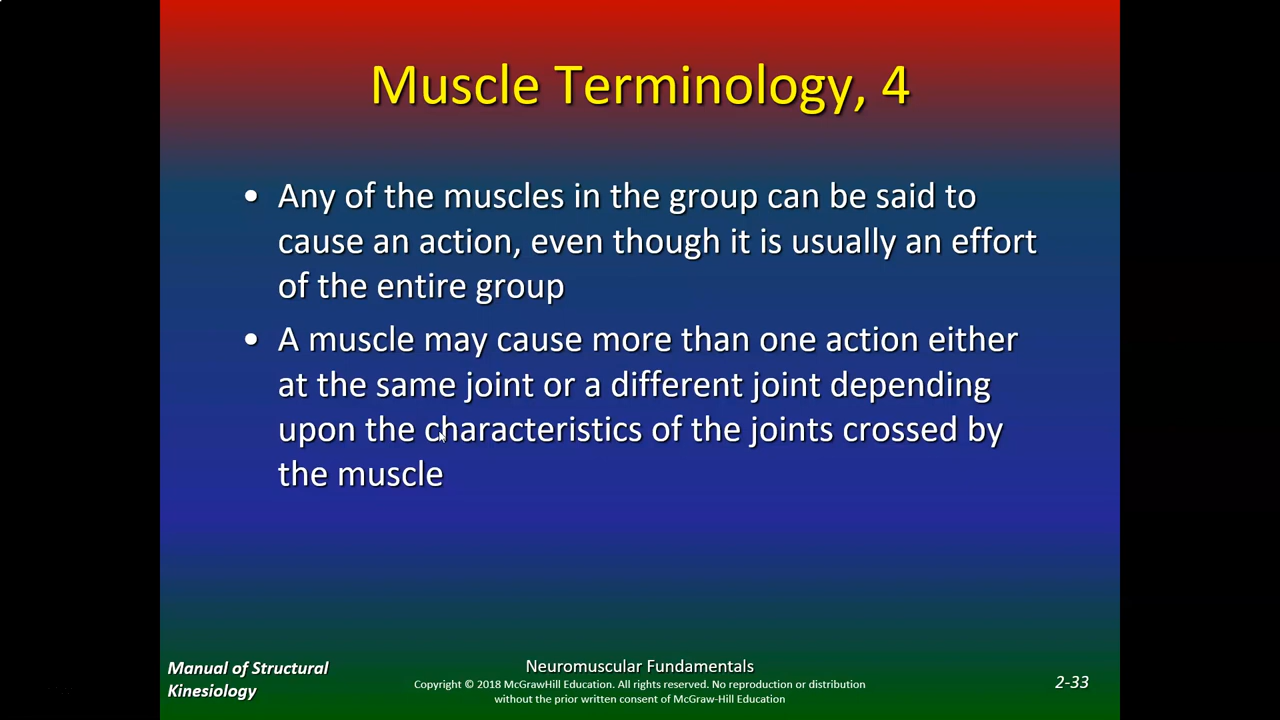 Muscle Terminology, 4
• Any of the muscles in the group can be said to
cause an action, even though it is usually an effort
of the entire group
• A muscle may cause more than one action either
at the same joint or a different joint depending
upon the characteristics of the joints crossed by
the muscle
Manual of Structural
Kinesiology
Neuromuscular Fundamentals
Copyright © 2018 McGrawHill Education. All rights reserved. No reproduction or distribution
without the prior written consent of McGraw-Hill Education
2-33